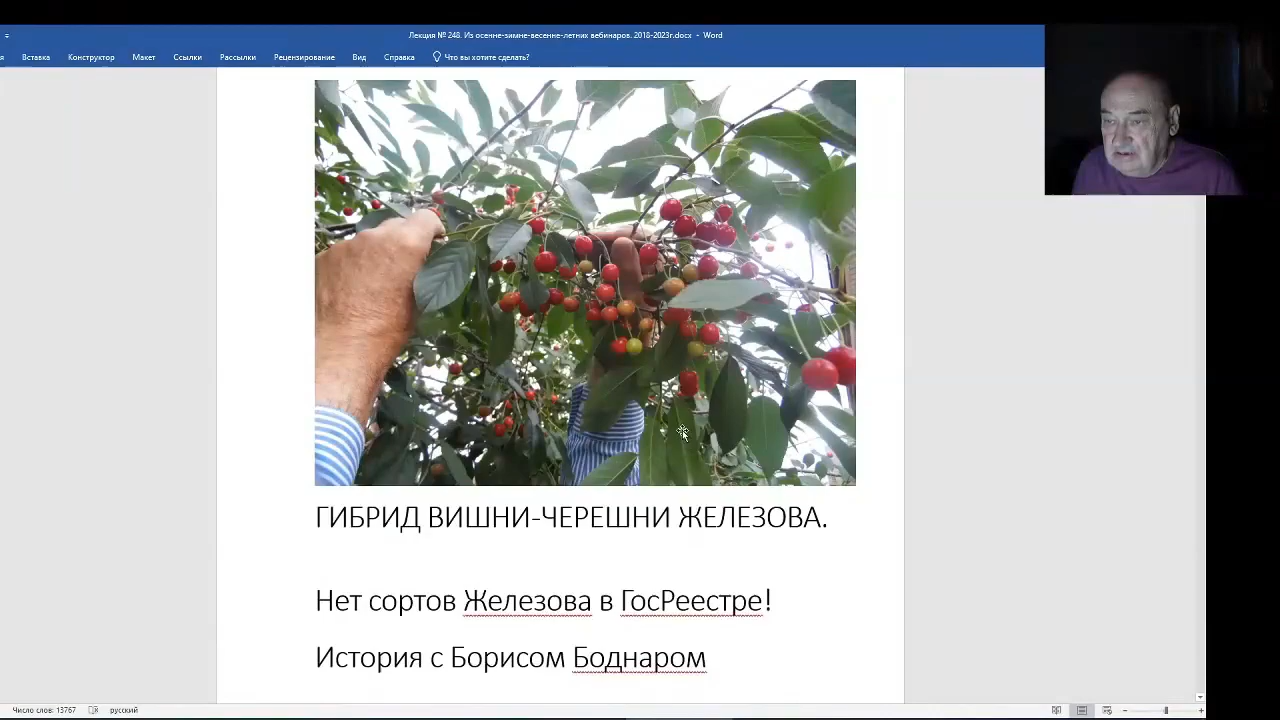 Лекция № 248. Из осенне-зимне-весенне-летних вебинаров. 2018-2023г.docx - Word
Вставка Конструктор Макет Ссылки Рассылки Рецензирование Вид Справка Что вы хотите сделать?
ГИБРИД ВИШНИ-ЧЕРЕШНИ ЖЕЛЕЗОВА.
Нет сортов Железова в ГосРеестре!
История с Борисом Боднаром
Число слов: 13767 русский